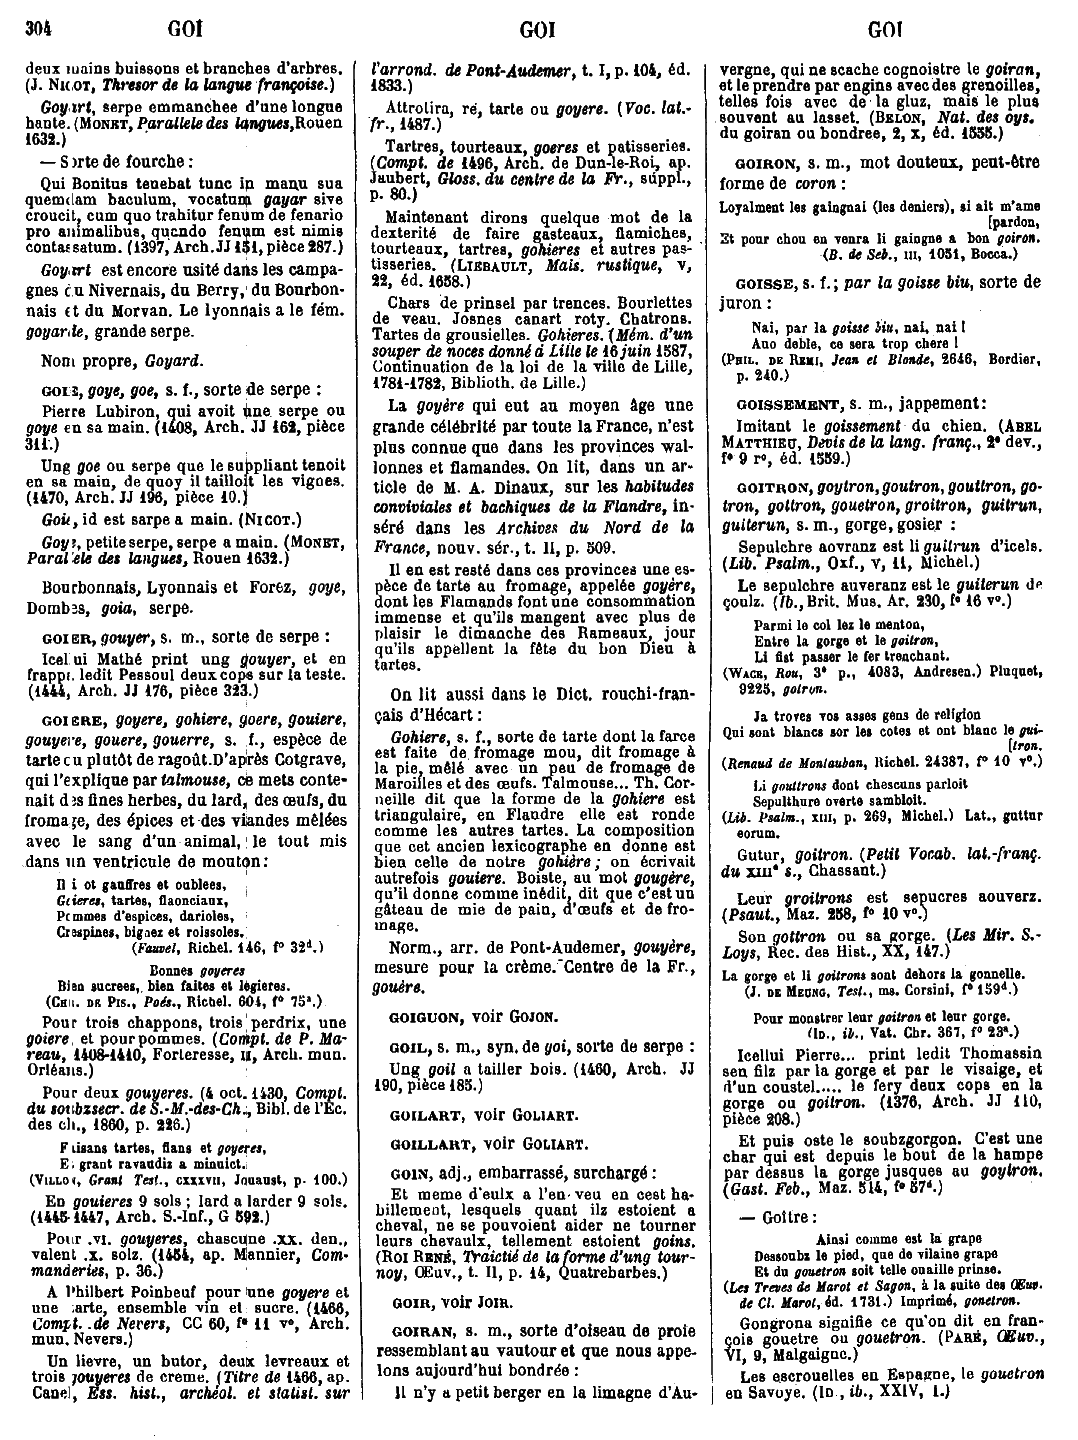 304 GOI GOI GOI
deux mains buissons et branches d'arbres.
(J. NICOT, Thresor de la langue françoise.)
Goyart, serpe emmanchee d'une longue
hante. (MONET, Parallele des langues, Rouen
1632.)
— Sorte de fourche :
Qui Bonitus tenebat tunc in manu sua
quemdam baculum, vocatum gayar sive
croucit, cum quo trahitur fenum de fenario
pro animalibus, quando fenum est nimis
contassatum. (1397, Arch. JJ 151, pièce 287.)
Goyart est encore usité dans les campa-
gnes du Nivernais, du Berry, du Bourbon-
nais et du Morvan. Le lyonnais a le fém.
goyarde, grande serpe.
Nom propre, Goyard.
GOIE, goye, goe, s. f., sorte de serpe :
Pierre Lubiron, qui avoit une serpe ou
goye en sa main. (1408, Arch. JJ 162, pièce
311.)
Ung goe ou serpe que le suppliant tenoit
en sa main, de quoy il tailloit les vignes.
(1470, Arch. JJ 196, pièce 10.)
Goie, id est sarpe a main. (NICOT.)
Goye, petite serpe, serpe a main. (MONET,
Parallele des langues, Rouen 1632.)
Bourbonnais, Lyonnais et Forez, goye,
Dombes, goia, serpe.
GOIER, gouyer, s. m., sorte de serpe :
Icellui Mathé print ung gouyer, et en
frappa ledit Pessoul deux cops sur la teste.
(1444, Arch. JJ 176, pièce 323.)
GOIERE, goyere, gohiere, goere, gouiere,
gouyere, gouere, gouerre, s. f., espèce de
tarte ou plutôt de ragoût. D'après Cotgrave,
qui l'explique par talmouse, ce mets conte-
nait des fines herbes, du lard, des œufs, du
fromage, des épices et des viandes mêlées
avec le sang d'un animal, le tout mis
dans un ventricule de mouton :
Il i ot gauffres et oublees,
Goieres, tartes, flaonciaux,
Pommes d'espices, darioles,
Crespines, bignez et roissoles.
(Fauvel, Richel. 146, f° 32d.)
Bonnes goyeres
Bien sucrees, bien faites et légieres.
(CHR. DE PIS., Poés., Richel. 604, f° 75a.)
Pour trois chappons, trois perdrix, une
goiere, et pour pommes. (Compt. de P. Ma-
reau, 1408-1410, Forteresse, II, Arch. mun.
Orléans.)
Pour deux gouyeres. (4 oct. 1430, Compt.
du soubzsecr. de S.-M.-des-Ch., Bibl. de l'Ec.
des ch., 1860, p. 226.)
Faisans tartes, flans et goyeres,
En grant ravaudis a minuict.
(VILLON, Grant Test., CXXXVII, Jouaust, p. 100.)
En gouieres 9 sols ; lard a larder 9 sols.
(1445-1447, Arch. S.-Inf., G 592.)
Pour .VI. gouyeres, chascune .XX. den.,
valent .X. solz. (1454, ap. Mannier, Com-
manderies, p. 36.)
A Philbert Poinbeuf pour une goyere et
une tarte, ensemble vin et sucre. (1466,
Compt. de Nevers, CC 60, f° 11 v°, Arch.
mun. Nevers.)
Un lievre, un butor, deux levreaux et
trois gouyeres de creme. (Titre de 1466, ap.
Canel, Ess. hist., archéol. et statist. sur
l'arrond. de Pont-Audemer, t. I, p. 104, éd.
1833.)
Attrolira, re, tarte ou goyere. (Voc. lat.-
fr., 1487.)
Tartres, tourteaux, goeres et patisseries.
(Compt. de 1496, Arch. de Dun-le-Roi, ap.
Jaubert, Gloss. du centre de la Fr., suppl.,
p. 80.)
Maintenant dirons quelque mot de la
dexterité de faire gasteaux, flamiches,
tourteaux, tartres, gohieres et autres pas-
tisseries. (LIEBAULT, Mais. rustique, V,
22, éd. 1658.)
Chars de prinsel par trences. Bourlettes
de veau. Josnes canart roty. Chatrons.
Tartes de grousielles. Gohieres. (Mém. d'un
souper de noces donné à Lille le 16 juin 1587,
Continuation de la loi de la ville de Lille,
1781-1782, Biblioth. de Lille.)
La goyère qui eut au moyen âge une
grande célébrité par toute la France, n'est
plus connue que dans les provinces wal-
lonnes et flamandes. On lit, dans un ar-
ticle de M. A. Dinaux, sur les habitudes
conviviales et bachiques de la Flandre, in-
séré dans les Archives du Nord de la
France, nouv. sér., t. II, p. 509.
Il en est resté dans ces provinces une es-
pèce de tarte au fromage, appelée goyère,
dont les Flamands font une consommation
immense et qu'ils mangent avec plus de
plaisir le dimanche des Rameaux, jour
qu'ils appellent la fête du bon Dieu à
tartes.
On lit aussi dans le Dict. rouchi-fran-
çais d'Hécart :
Gohiere, s. f., sorte de tarte dont la farce
est faite de fromage mou, dit fromage à
la pie, mêlé avec un peu de fromage de
Maroilles et des œufs. Talmouse... Th. Cor-
neille dit que la forme de la gohiere est
triangulaire, en Flandre elle est ronde
comme les autres tartes. La composition
que cet ancien lexicographe en donne est
bien celle de notre gohière ; on écrivait
autrefois gouiere. Boiste, au mot gougère,
qu'il donne comme inédit, dit que c'est un
gâteau de mie de pain, d'œufs et de fro-
mage.
Norm., arr. de Pont-Audemer, gouyère,
mesure pour la crème. Centre de la Fr.,
gouère.
GOIGUON, voir GOJON.
GOIL, s. m., syn. de goi, sorte de serpe :
Ung goil a tailler bois. (1460, Arch. JJ
190, pièce 185.)
GOILART, voir GOLIART.
GOILLART, voir GOLIART.
GOIN, adj., embarrassé, surchargé :
Et meme d'eulx a l'en veu en cest ha-
billement, lesquels quant ilz estoient a
cheval, ne se pouvoient aider ne tourner
leurs chevaulx, tellement estoient goins.
(ROI RENÉ, Traictié de la forme d'ung tour-
noy, Œuv., t. II, p. 14, Quatrebarbes.)
GOIR, voir JOIR.
GOIRAN, s. m., sorte d'oiseau de proie
ressemblant au vautour et que nous appe-
lons aujourd'hui bondrée :
Il n'y a petit berger en la limagne d'Au-
vergne, qui ne scache cognoistre le goiran,
et le prendre par engins avec des grenoilles,
telles fois avec de la gluz, mais le plus
souvent au lasset. (BELON, Nat. des oys.
du goiran ou bondree, 2, X, éd. 1555.)
GOIRON, s. m., mot douteux, peut-être
forme de coron :
Loyalment les gaingnai (les deniers), si ait m'ame
[pardon,
Et pour chou en venra li gaingne a bon goiron.
(B. de Seb., III, 1051, Bocca.)
GOISSE, s. f. ; par la goisse biu, sorte de
juron :
Nai, par la goisse biu, nai, nai !
Ano deble, ce sera trop chere !
(PHIL. DE REMI, Jean et Blonde, 2646, Bordier,
p. 240.)
GOISSEMENT, s. m., jappement :
Imitant le goissement du chien. (ABEL
MATTHIEU, Devis de la lang. franç., 2e dev.,
f° 9 r°, éd. 1559.)
GOITRON, goytron, goutron, gouttron, go-
tron, gottron, gouetron, groitron, guitrun,
guiterun, s. m., gorge, gosier :
Sepulchre aovranz est li guitrun d'icels.
(Lib. Psalm., Oxf., V, 11, Michel.)
Le sepulchre auveranz est le guiterun de
çoulz. (Ib., Brit. Mus. Ar. 230, f° 16 v°.)
Parmi le col lez le menton,
Entre la gorge et le goitron,
Li fist passer le fer trenchant.
(WACE, Rou, 3e p., 4083, Andresen.) Pluquet,
9225, goitron.
Ja troves vos asses gens de religion
Qui sont blancs sor les cotes et ont blanc le gui-
[tron.
(Renaud de Montauban, Richel. 24387, f° 10 v°.)
Li gouttrons dont chescuns parloit
Sepulthure overte sambloit.
(Lib. Psalm., XIII, p. 269, Michel.) Lat., guttur
eorum.
Gutur, goitron. (Petit Vocab. lat.-franç.
du XIIIe s., Chassant.)
Leur groitrons est sepucres aouverz.
(Psaut., Maz. 258, f° 10 v°.)
Son gottron ou sa gorge. (Les Mir. S.-
Loys, Rec. des Hist., XX, 147.)
La gorge et li goitrons sont dehors la gonnelle.
(J. DE MEUNG, Test., ms. Corsini, f° 159d.)
Pour monstrer leur goitron et leur gorge.
(ID., ib., Vat. Chr. 367, f° 23a.)
Icellui Pierre... print ledit Thomassin
sen filz par la gorge et par le visaige, et
d'un coustel..... le fery deux cops en la
gorge ou goitron. (1376, Arch. JJ 110,
pièce 208.)
Et puis oste le soubzgorgon. C'est une
char qui est depuis le bout de la hampe
par dessus la gorge jusques au goytron.
(Gast. Feb., Maz. 514, f° 57d.)
— Goître :
Ainsi comme est la grape
Dessoubz le pied, que de vilaine grape
Et du gouetron soit telle ouaille prinse.
(Les Treves de Marot et Sagon, à la suite des Œuv.
de Cl. Marot, éd. 1731.) Imprimé, gonetron.
Gongrona signifie ce qu'on dit en fran-
çois gouetre ou gouetron. (PARÉ, Œuv.,
VI, 9, Malgaigne.)
Les escrouelles en Espagne, le gouetron
en Savoye. (ID., ib., XXIV, 1.)